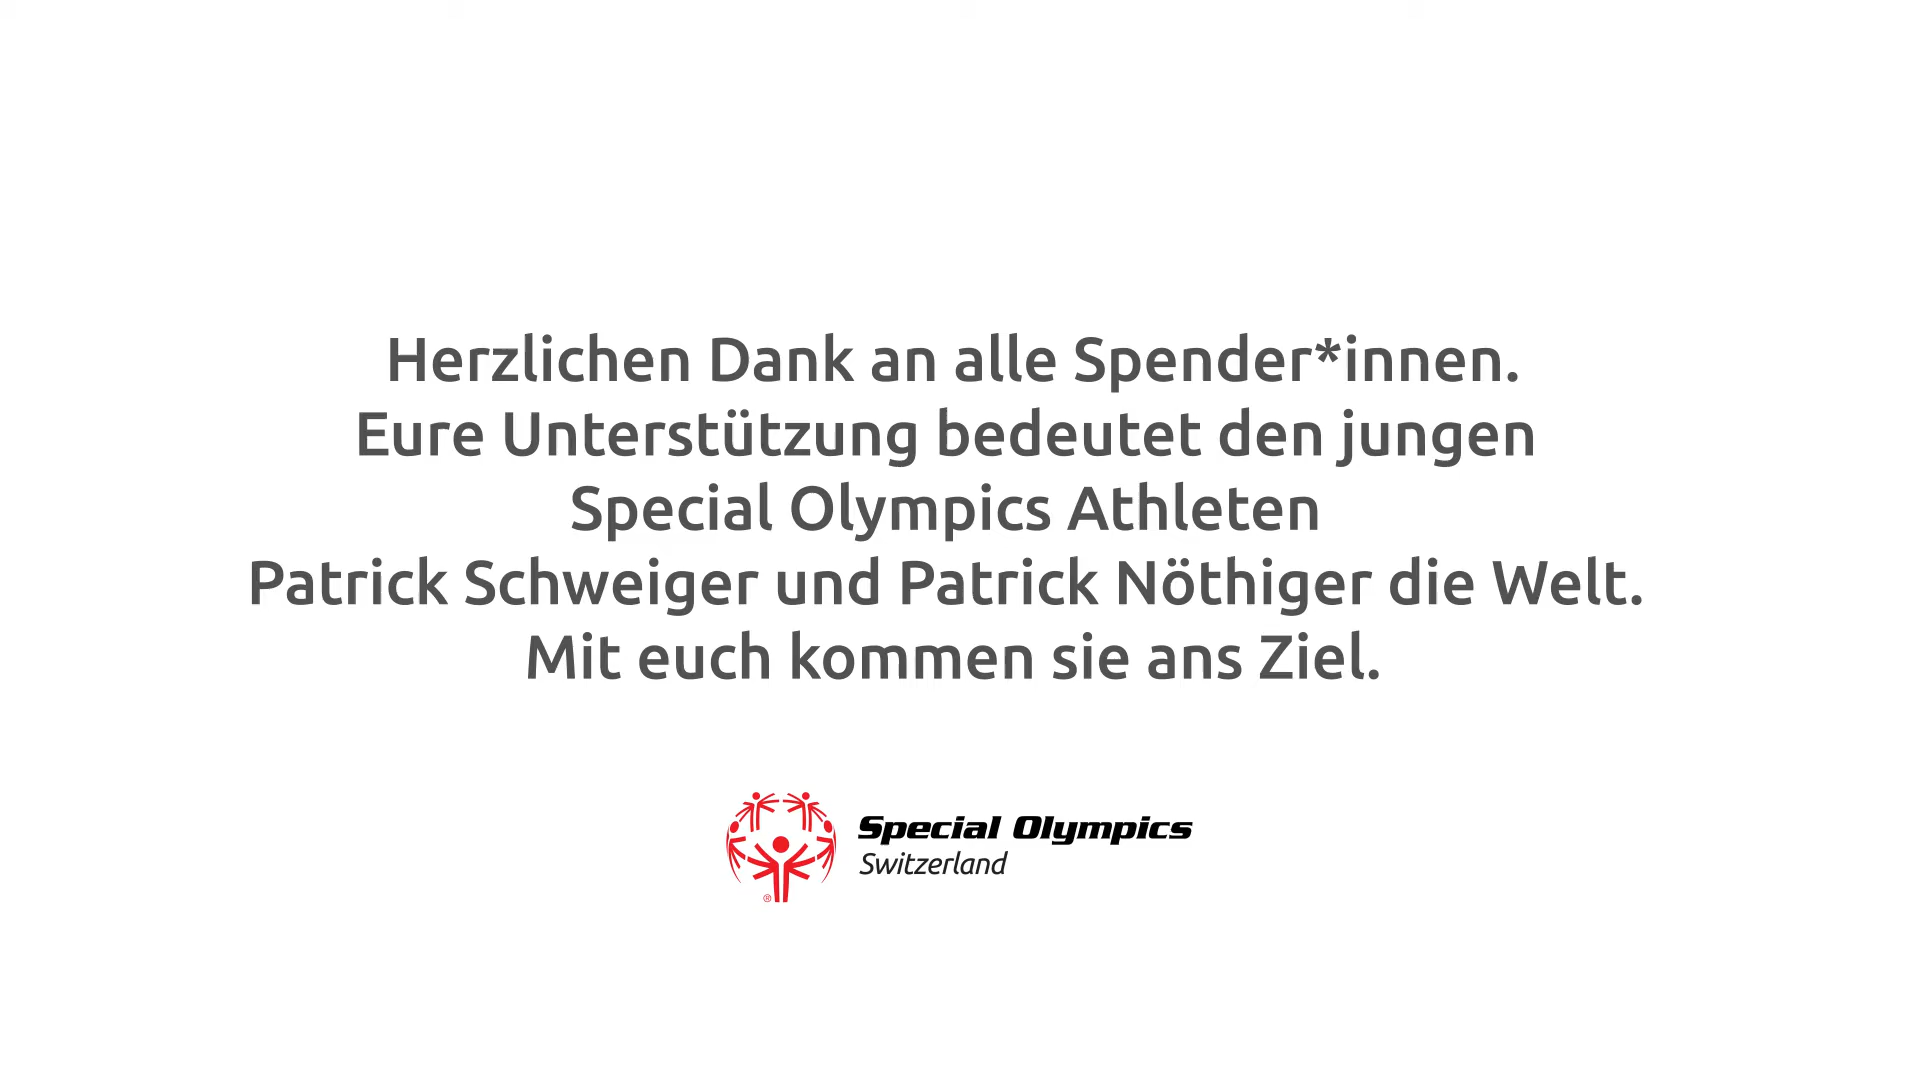 Herzlichen Dank an alle Spender*innen.
Eure Unterstützung bedeutet den jungen
Special Olympics Athleten
Patrick Schweiger und Patrick Nöthiger die Welt.
Mit euch kommen sie ans Ziel.
Special Olympics
Switzerland
®